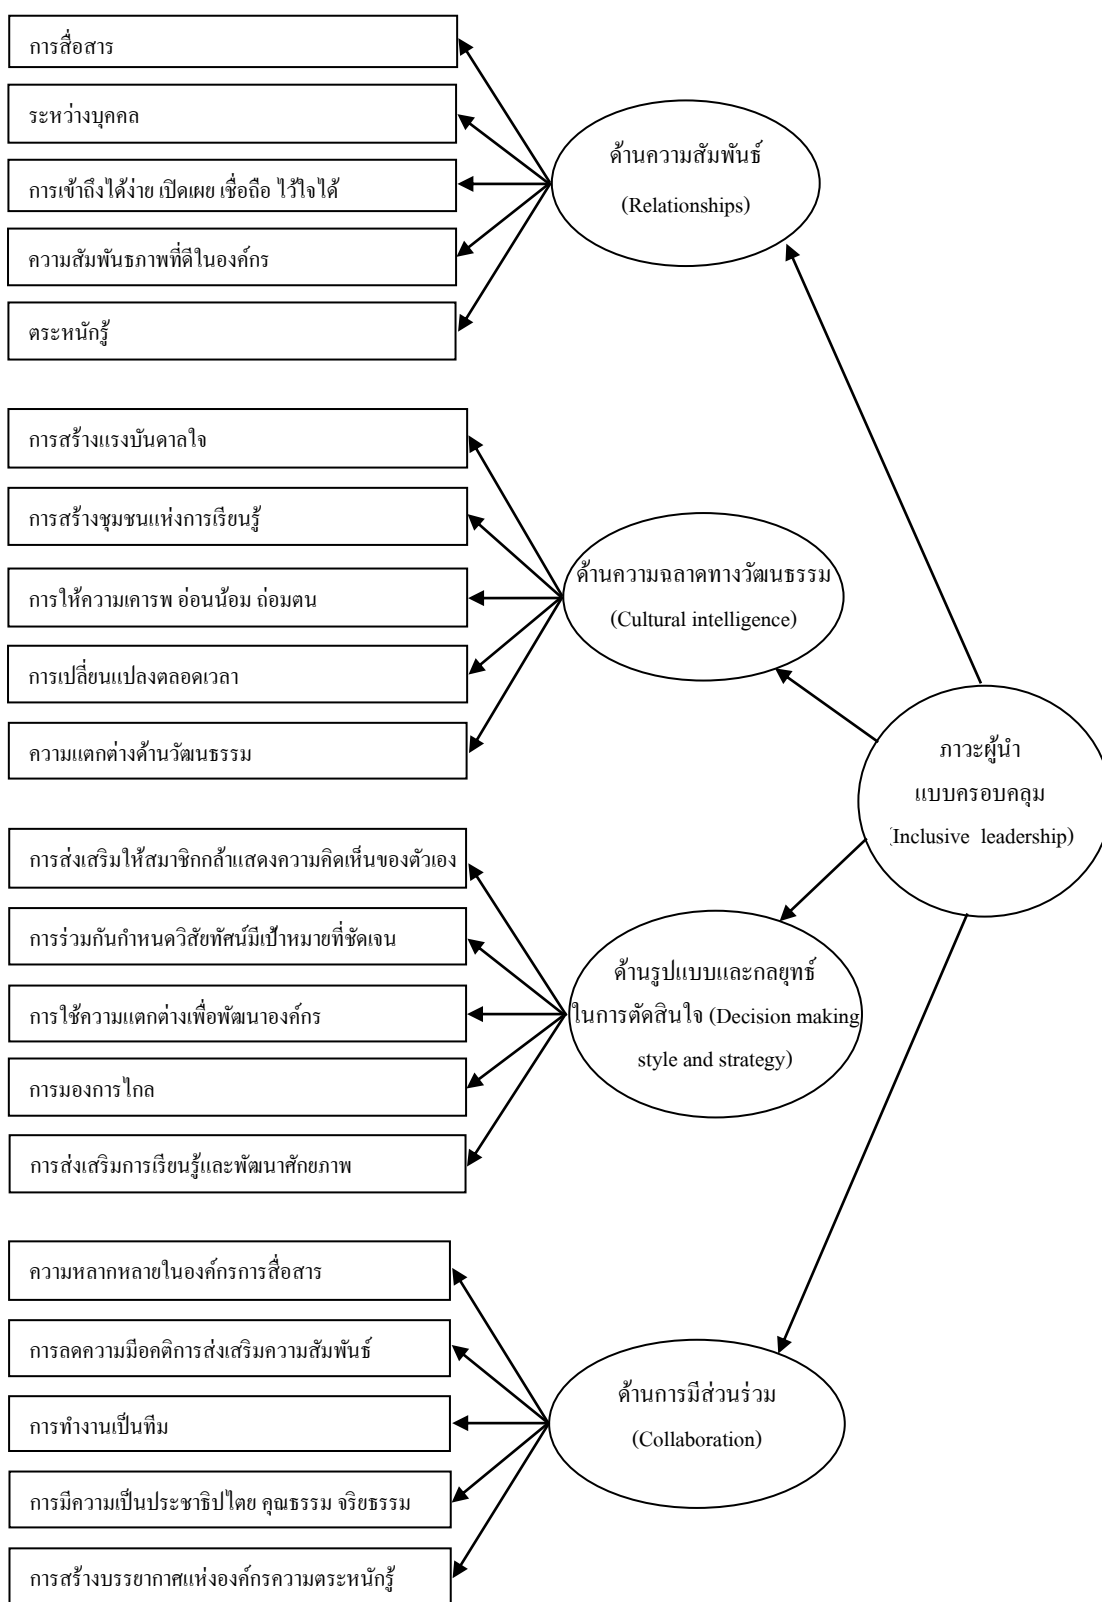 การสื่อสาร
ระหว่างบุคคล
การเข้าถึงได้ง่าย เปิดเผย เชื่อถือ ไว้ใจได้
ความสัมพันธภาพที่ดีในองค์กร
ตระหนักรู้
ด้านความสัมพันธ์
(Relationships)
การสร้างแรงบันดาลใจ
การสร้างชุมชนแห่งการเรียนรู้
การให้ความเคารพ อ่อนน้อม ถ่อมตน
การเปลี่ยนแปลงตลอดเวลา
ความแตกต่างด้านวัฒนธรรม
ด้านความฉลาดทางวัฒนธรรม
(Cultural intelligence)
ภาวะผู้นำ
แบบครอบคลุม
(Inclusive leadership)
การส่งเสริมให้สมาชิกกล้าแสดงความคิดเห็นของตัวเอง
การร่วมกันกำหนดวิสัยทัศน์มีเป้าหมายที่ชัดเจน
การใช้ความแตกต่างเพื่อพัฒนาองค์กร
การมองการไกล
การส่งเสริมการเรียนรู้และพัฒนาศักยภาพ
ด้านรูปแบบและกลยุทธ์
ในการตัดสินใจ (Decision making
style and strategy)
ความหลากหลายในองค์กรการสื่อสาร
การลดความมีอคติการส่งเสริมความสัมพันธ์
การทำงานเป็นทีม
การมีความเป็นประชาธิปไตย คุณธรรม จริยธรรม
การสร้างบรรยากาศแห่งองค์กรความตระหนักรู้
ด้านการมีส่วนร่วม
(Collaboration)